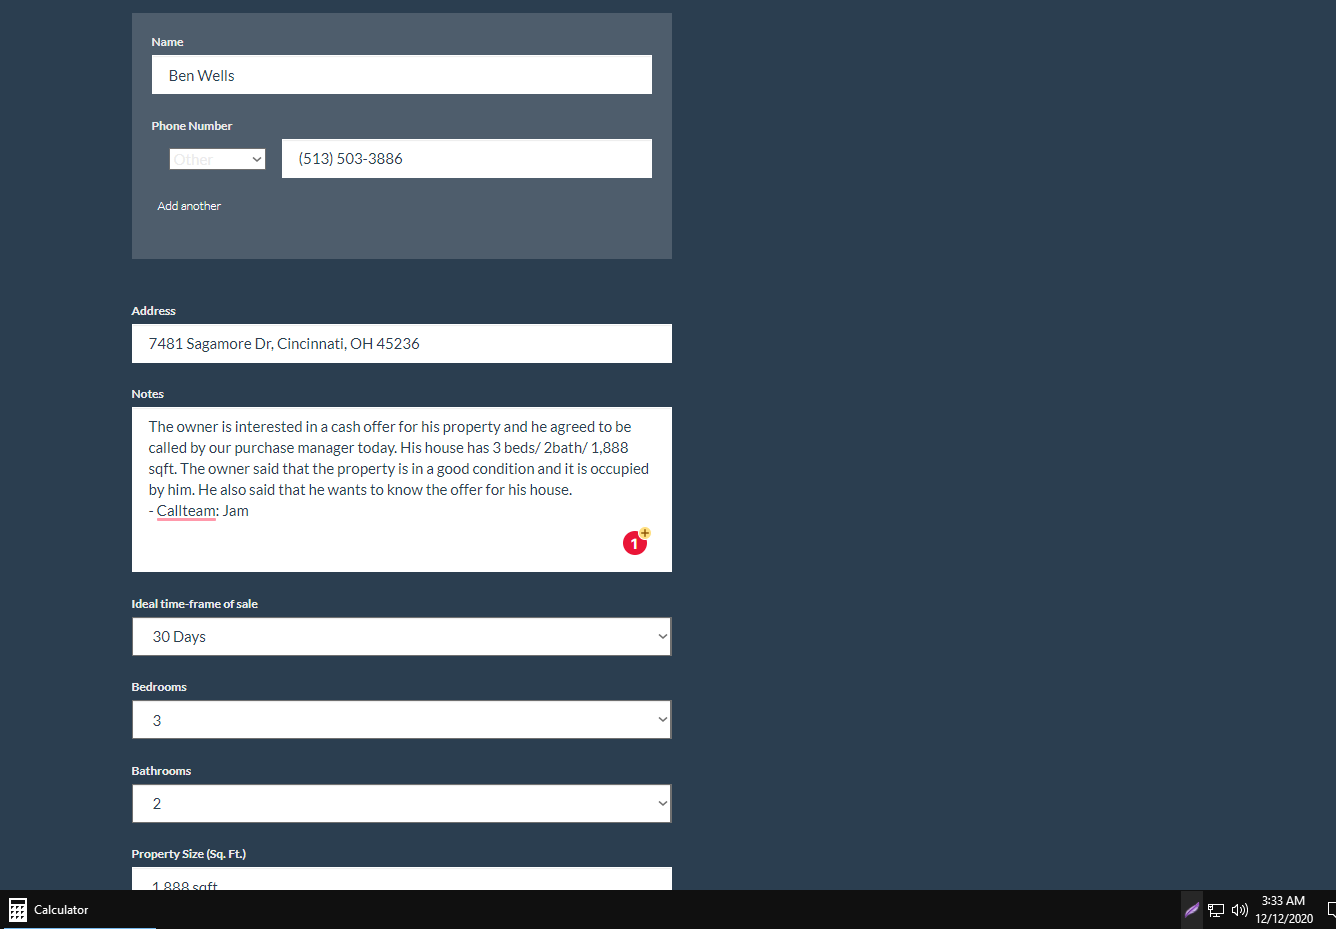 Name
Ben Wells
Phone Number
Other
(513) 503-3886
Add another
Address
7481 Sagamore Dr, Cincinnati, OH 45236
Notes
The owner is interested in a cash offer for his property and he agreed to be
called by our purchase manager today. His house has 3 beds/ 2bath/ 1,888
sqft. The owner said that the property is in a good condition and it is occupied
by him. He also said that he wants to know the offer for his house.
- Callteam: Jam
1
+
Ideal time-frame of sale
30 Days
Bedrooms
3
Bathrooms
2
Property Size (Sq. Ft.)
1,888 sqft
Calculator
3:33 AM
12/12/2020